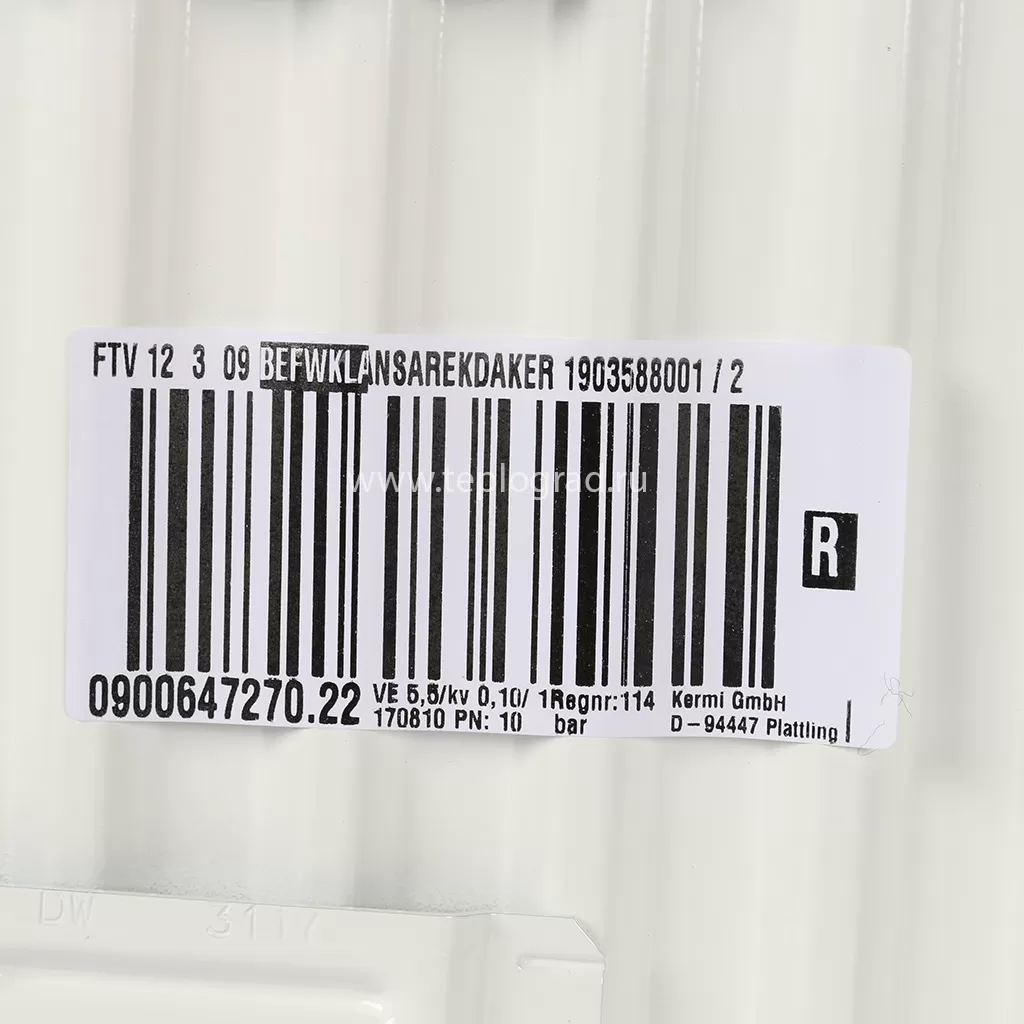 FTV 12 3 09 BEFWKLANSAREKDAKER 1903588001 / 2
www.teplograd.ru
R
0900647270.22
VE 5,5/kv 0,10/ 1Regnr:114
170810 PN: 10 bar
Kermi GmbH
D-94447 Plattling
DW 3117